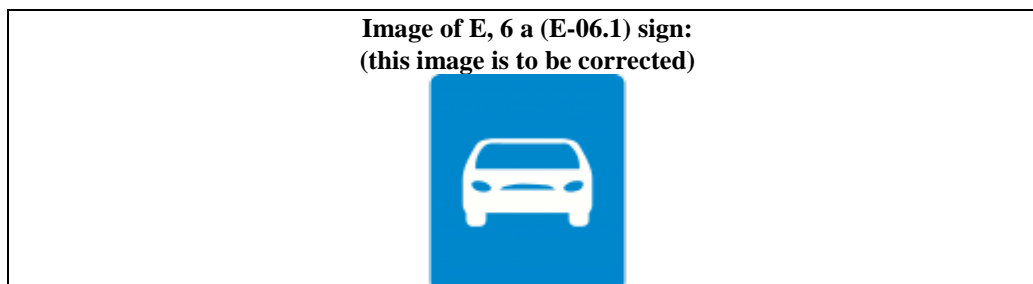 Image of E, 6 a (E-06.1) sign:
(this image is to be corrected)